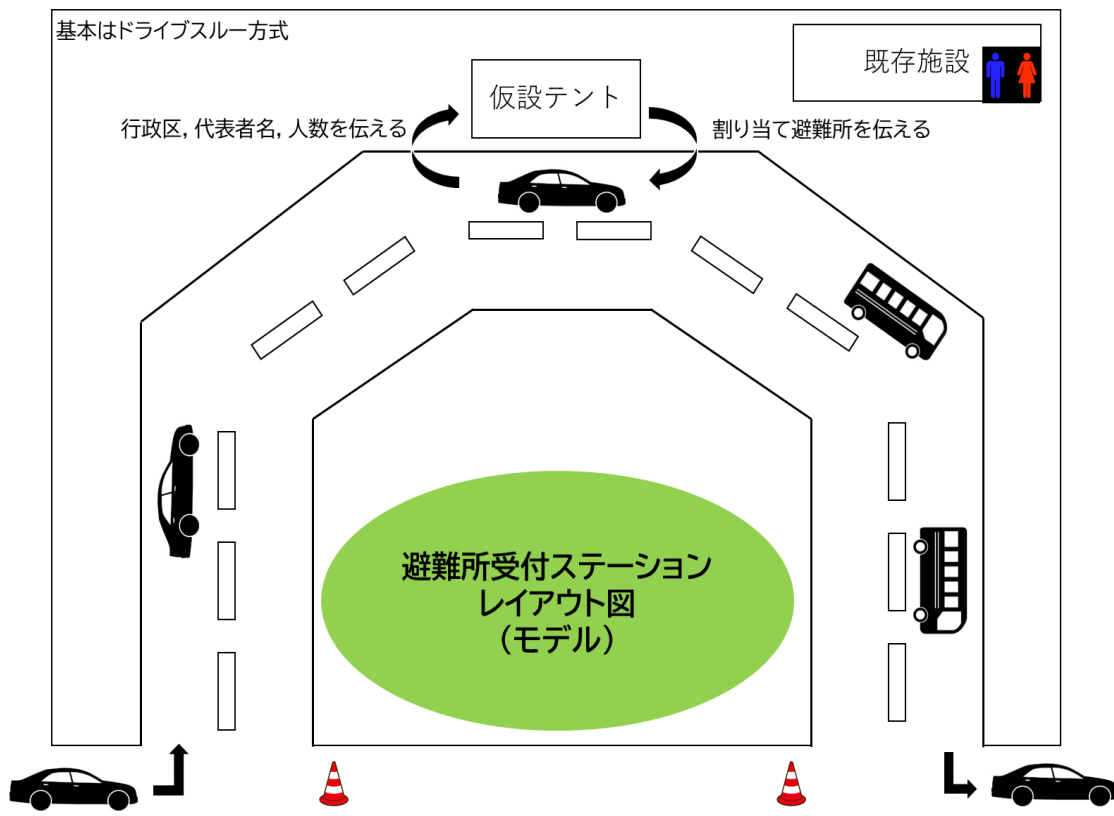 基本はドライブスルー方式
既存施設
仮設テント
行政区，代表者名，人数を伝える
割り当て避難所を伝える
避難所受付ステーション
レイアウト図
（モデル）